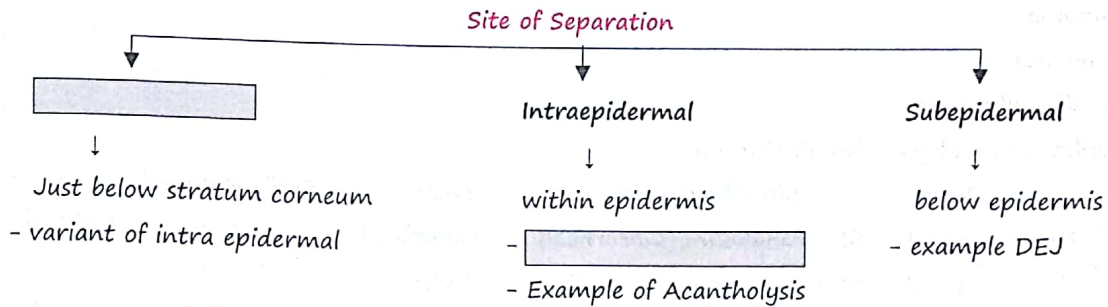 Site of Separation
Intraepidermal
Subepidermal
↓
↓
↓
Just below stratum corneum
within epidermis
below epidermis
- variant of intra epidermal
-
- example DEJ
- Example of Acantholysis